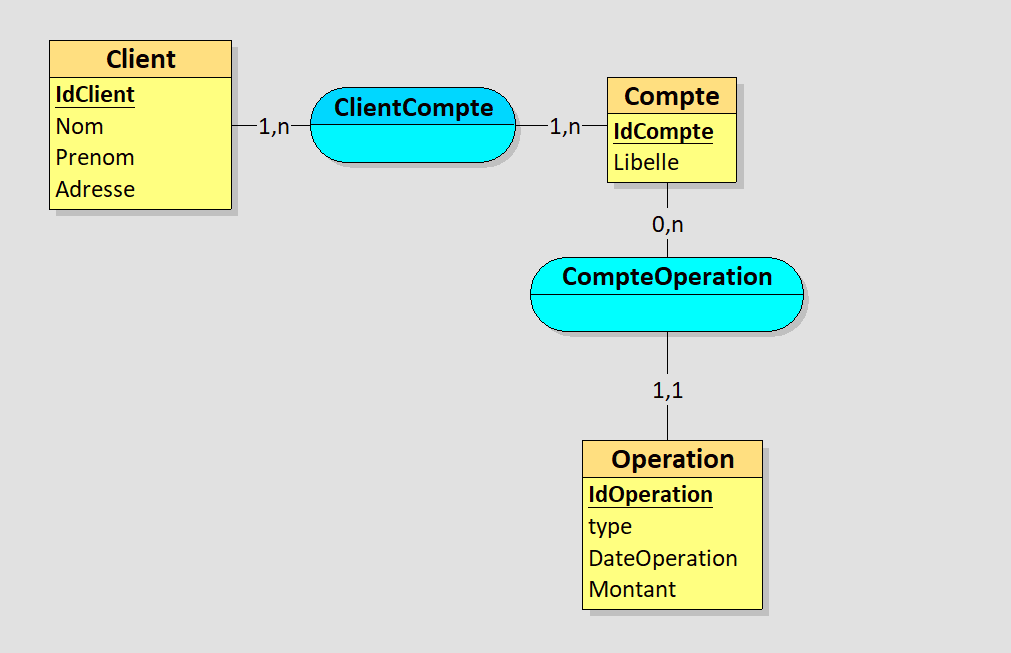 Client
IdClient
Nom
Prenom
Adresse
1,n
ClientCompte
1,n
Compte
IdCompte
Libelle
0,n
CompteOperation
1,1
Operation
IdOperation
type
DateOperation
Montant